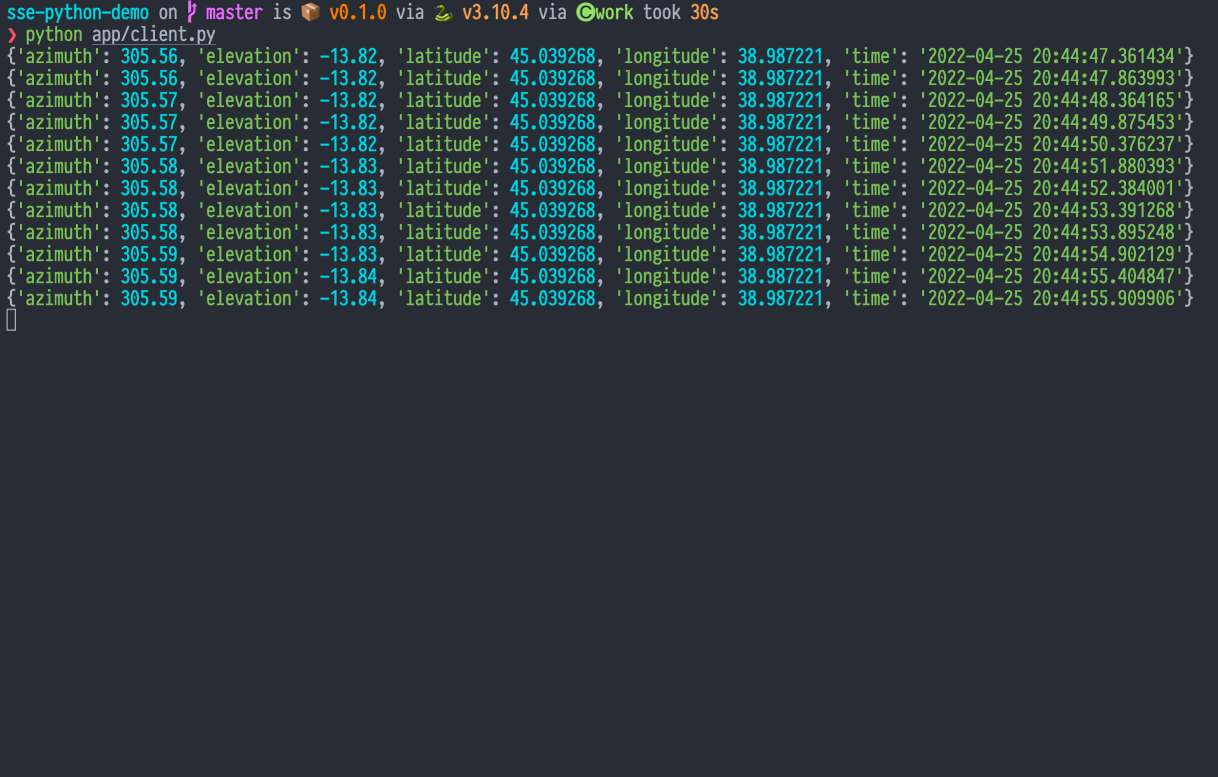 sse-python-demo on master is 📦 v0.1.0 via 🐍 v3.10.4 via 🅒 work took 30s
❯ python app/client.py
{'azimuth': 305.56, 'elevation': -13.82, 'latitude': 45.039268, 'longitude': 38.987221, 'time': '2022-04-25 20:44:47.361434'}
{'azimuth': 305.56, 'elevation': -13.82, 'latitude': 45.039268, 'longitude': 38.987221, 'time': '2022-04-25 20:44:47.863993'}
{'azimuth': 305.57, 'elevation': -13.82, 'latitude': 45.039268, 'longitude': 38.987221, 'time': '2022-04-25 20:44:48.364165'}
{'azimuth': 305.57, 'elevation': -13.82, 'latitude': 45.039268, 'longitude': 38.987221, 'time': '2022-04-25 20:44:49.875453'}
{'azimuth': 305.57, 'elevation': -13.82, 'latitude': 45.039268, 'longitude': 38.987221, 'time': '2022-04-25 20:44:50.376237'}
{'azimuth': 305.58, 'elevation': -13.83, 'latitude': 45.039268, 'longitude': 38.987221, 'time': '2022-04-25 20:44:51.880393'}
{'azimuth': 305.58, 'elevation': -13.83, 'latitude': 45.039268, 'longitude': 38.987221, 'time': '2022-04-25 20:44:52.384001'}
{'azimuth': 305.58, 'elevation': -13.83, 'latitude': 45.039268, 'longitude': 38.987221, 'time': '2022-04-25 20:44:53.391268'}
{'azimuth': 305.58, 'elevation': -13.83, 'latitude': 45.039268, 'longitude': 38.987221, 'time': '2022-04-25 20:44:53.895248'}
{'azimuth': 305.59, 'elevation': -13.83, 'latitude': 45.039268, 'longitude': 38.987221, 'time': '2022-04-25 20:44:54.902129'}
{'azimuth': 305.59, 'elevation': -13.84, 'latitude': 45.039268, 'longitude': 38.987221, 'time': '2022-04-25 20:44:55.404847'}
{'azimuth': 305.59, 'elevation': -13.84, 'latitude': 45.039268, 'longitude': 38.987221, 'time': '2022-04-25 20:44:55.909906'}